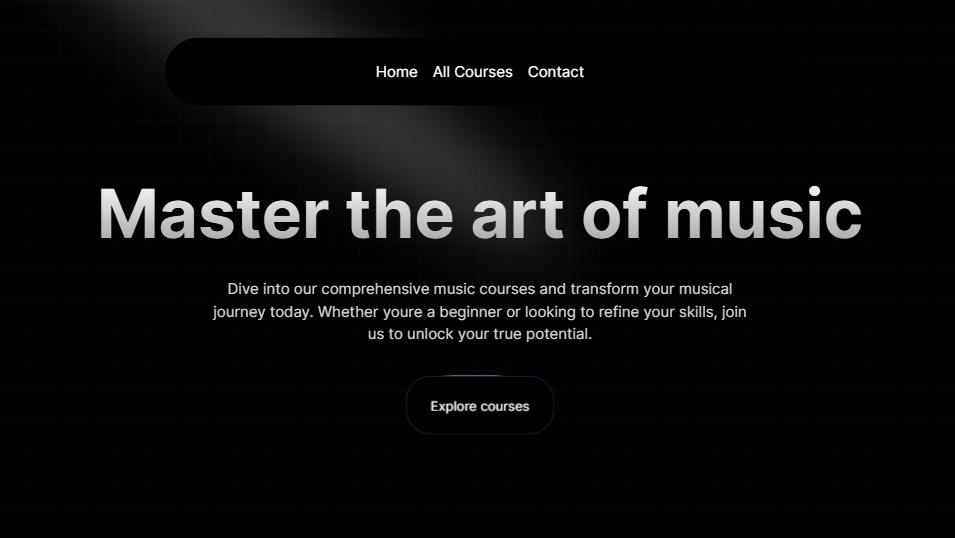 Home All Courses Contact
Master the art of music
Dive into our comprehensive music courses and transform your musical
journey today. Whether youre a beginner or looking to refine your skills, join
us to unlock your true potential.
Explore courses